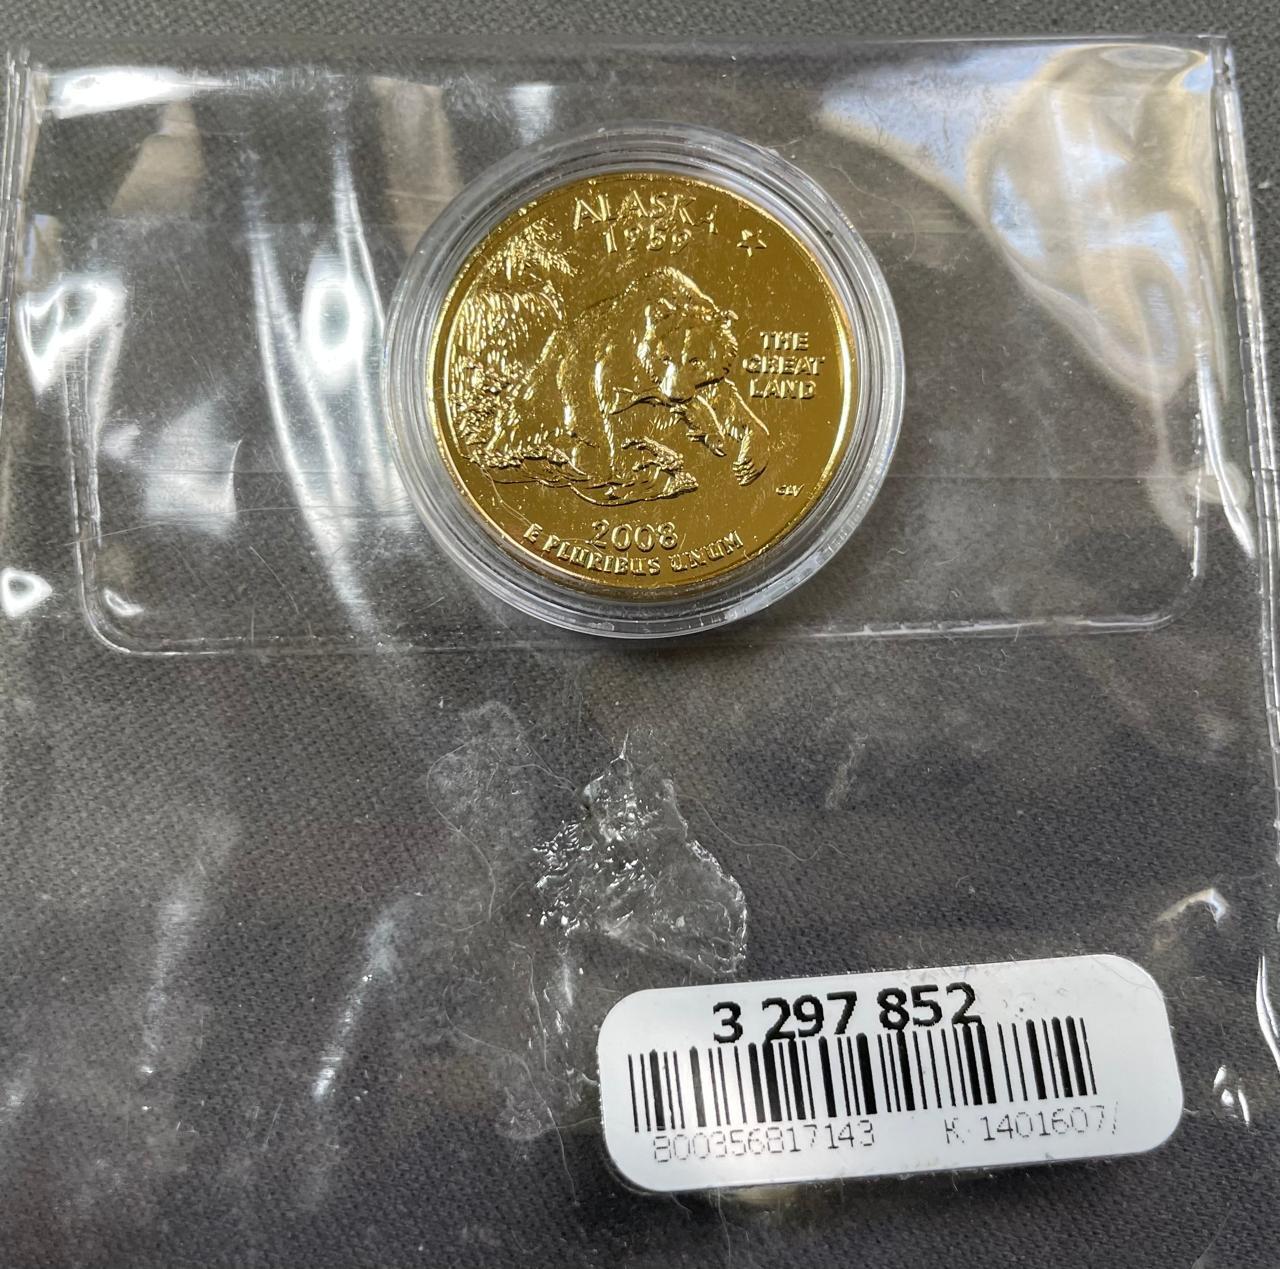 ALASKA
1959
THE
GREAT
LAND
2008
E PLURIBUS UNUM
3 297 852
800356817143 K 1401607/